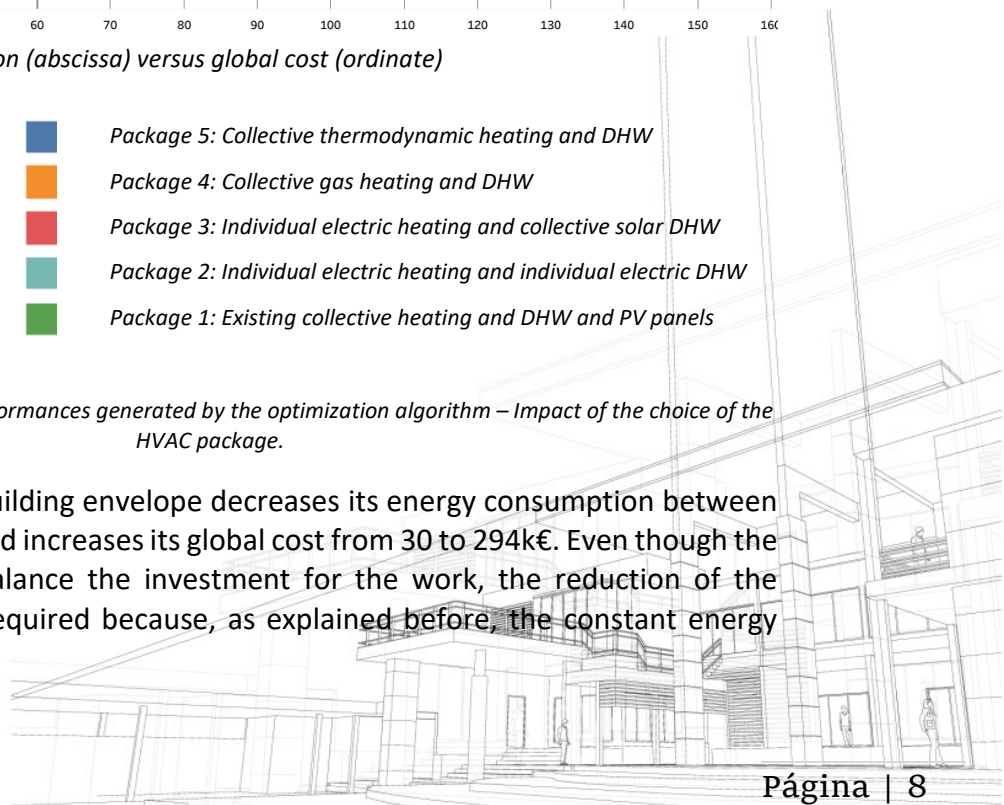 60 70 80 90 100 110 120 130 140 150
on (abscissa) versus global cost (ordinate)
Package 5: Collective thermodynamic heating and DHW
Package 4: Collective gas heating and DHW
Package 3: Individual electric heating and collective solar DHW
Package 2: Individual electric heating and individual electric DHW
Package 1: Existing collective heating and DHW and PV panels
ormances generated by the optimization algorithm – Impact of the choice of the
HVAC package.
uilding envelope decreases its energy consumption between
d increases its global cost from 30 to 294k€. Even though the
alance the investment for the work, the reduction of the
equired because, as explained before, the constant energy
Página | 8